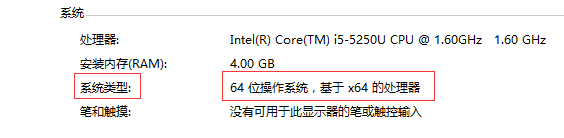 系统
处理器: Intel(R) Core(TM) i5-5250U CPU @ 1.60GHz 1.60 GHz
安装内存(RAM): 4.00 GB
系统类型: 64 位操作系统，基于 x64 的处理器
笔和触摸: 没有可用于此显示器的笔或触控输入